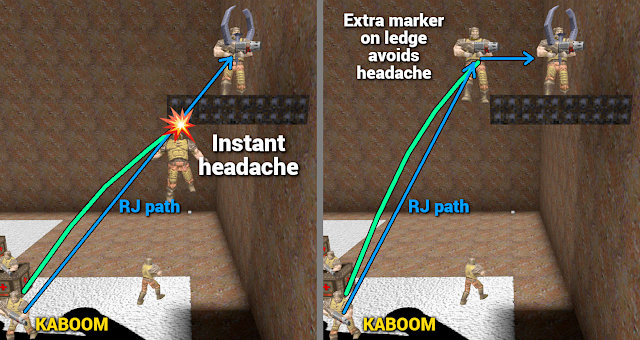 Instant
headache
RJ path
KABOOM
Extra marker
on ledge
avoids
headache
RJ path
KABOOM